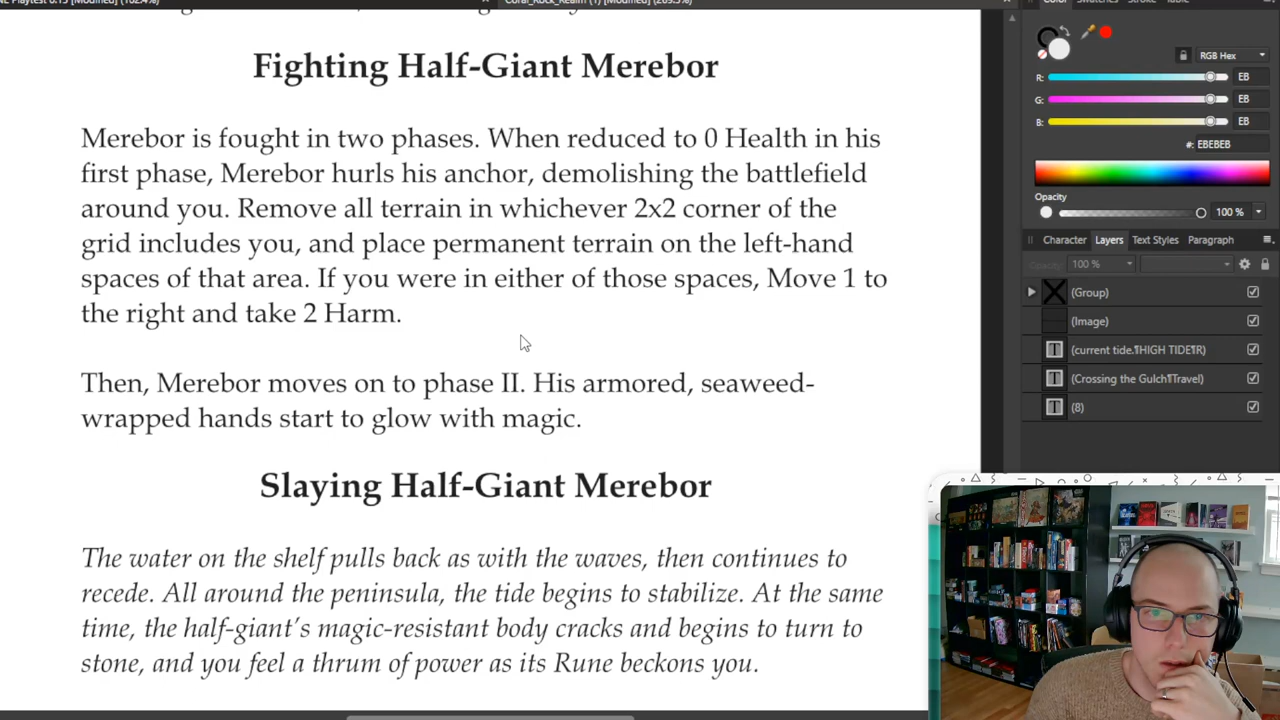 Fighting Half-Giant Merebor
Merebor is fought in two phases. When reduced to 0 Health in his
first phase, Merebor hurls his anchor, demolishing the battlefield
around you. Remove all terrain in whichever 2x2 corner of the
grid includes you, and place permanent terrain on the left-hand
spaces of that area. If you were in either of those spaces, Move 1 to
the right and take 2 Harm.
Then, Merebor moves on to phase II. His armored, seaweed-
wrapped hands start to glow with magic.
Slaying Half-Giant Merebor
The water on the shelf pulls back as with the waves, then continues to
recede. All around the peninsula, the tide begins to stabilize. At the same
time, the half-giant's magic-resistant body cracks and begins to turn to
stone, and you feel a thrum of power as its Rune beckons you.
RGB Hex
R: EB
G: EB
B: EB
#: EBEBEB
Opacity
100 %
Character Layers Text Styles Paragraph
Opacity: 100 %
(Group)
(Image)
(current tide.¶HIGH TIDE¶R)
(Crossing the Gulch¶Travel)
(8)